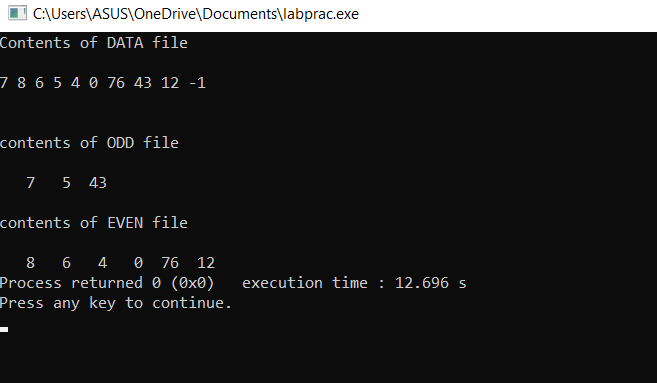 C:\Users\ASUS\OneDrive\Documents\labprac.exe
Contents of DATA file
7 8 6 5 4 0 76 43 12 -1
contents of ODD file
7 5 43
contents of EVEN file
8 6 4 0 76 12
Process returned 0 (0x0) execution time : 12.696 s
Press any key to continue.